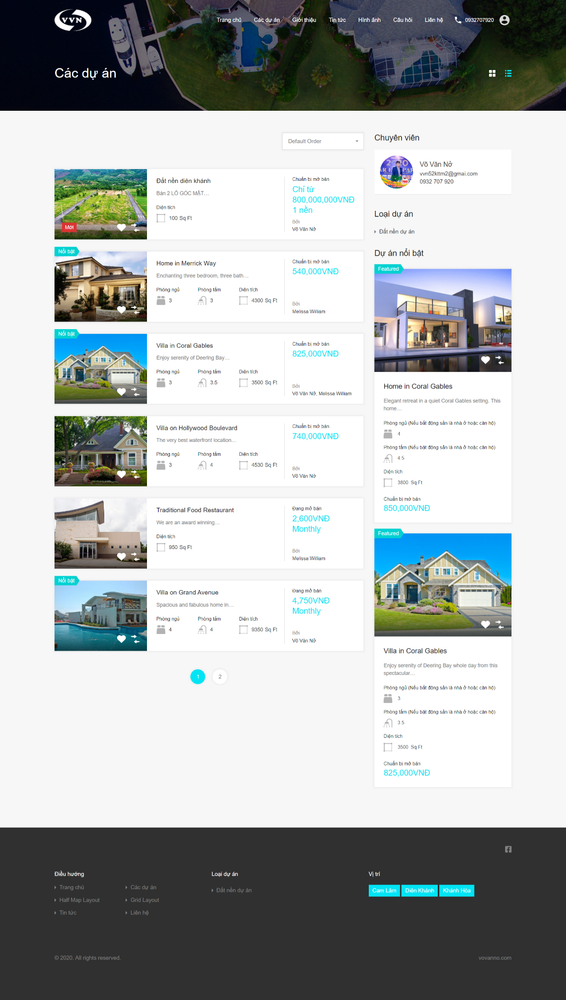 VVN
Trang chủ
Các dự án
Giới thiệu
Tin tức
Hình ảnh
Câu hỏi
Liên hệ
0932707920
Các dự án
Default Order
Đất nền diên khánh
Bán 2 LÔ GÓC MẶT…
Diện tích
100 Sq Ft
Mới
Chuẩn bị mở bán
Chỉ từ
800,000,000VNĐ
1 nền
Bởi
Võ Văn Nở
Nổi bật
Home in Merrick Way
Enchanting three bedroom, three bath…
Phòng ngủ
Phòng tắm
Diện tích
3
3
4300 Sq Ft
Chuẩn bị mở bán
540,000VNĐ
Bởi
Melissa William
Nổi bật
Villa in Coral Gables
Enjoy serenity of Deering Bay…
Phòng ngủ
Phòng tắm
Diện tích
3
3.5
3500 Sq Ft
Chuẩn bị mở bán
825,000VNĐ
Bởi
Võ Văn Nở, Melissa William
Villa on Hollywood Boulevard
The very best waterfront location…
Phòng ngủ
Phòng tắm
Diện tích
3
4
4530 Sq Ft
Chuẩn bị mở bán
740,000VNĐ
Bởi
Võ Văn Nở
Traditional Food Restaurant
We are an award winning…
Diện tích
950 Sq Ft
Đang mở bán
2,600VNĐ
Monthly
Bởi
Melissa William
Nổi bật
Villa on Grand Avenue
Spacious and fabulous home in…
Phòng ngủ
Phòng tắm
Diện tích
4
4
9350 Sq Ft
Đang mở bán
4,750VNĐ
Monthly
Bởi
Võ Văn Nở
1
2
Chuyên viên
Võ Văn Nở
vvn52kttm2@gmai.com
0932 707 920
Loại dự án
Đất nền dự án
Dự án nổi bật
Featured
Home in Coral Gables
Elegant retreat in a quiet Coral Gables setting. This
home…
Phòng ngủ (Nếu bất động sản là nhà ở hoặc căn hộ)
4
Phòng tắm (Nếu bật động sản là nhà ở hoặc căn hộ)
4.5
Diện tích
3800 Sq Ft
Chuẩn bị mở bán
850,000VNĐ
Featured
Villa in Coral Gables
Enjoy serenity of Deering Bay whole day from this
spectacular…
Phòng ngủ (Nếu bất động sản là nhà ở hoặc căn hộ)
3
Phòng tắm (Nếu bật động sản là nhà ở hoặc căn hộ)
3.5
Diện tích
3500 Sq Ft
Chuẩn bị mở bán
825,000VNĐ
Điều hướng
Trang chủ
Các dự án
Half Map Layout
Grid Layout
Tin tức
Liên hệ
Loại dự án
Đất nền dự án
Vị trí
Cam Lâm
Diên Khánh
Khánh Hòa
© 2020. All rights reserved.
vovanno.com